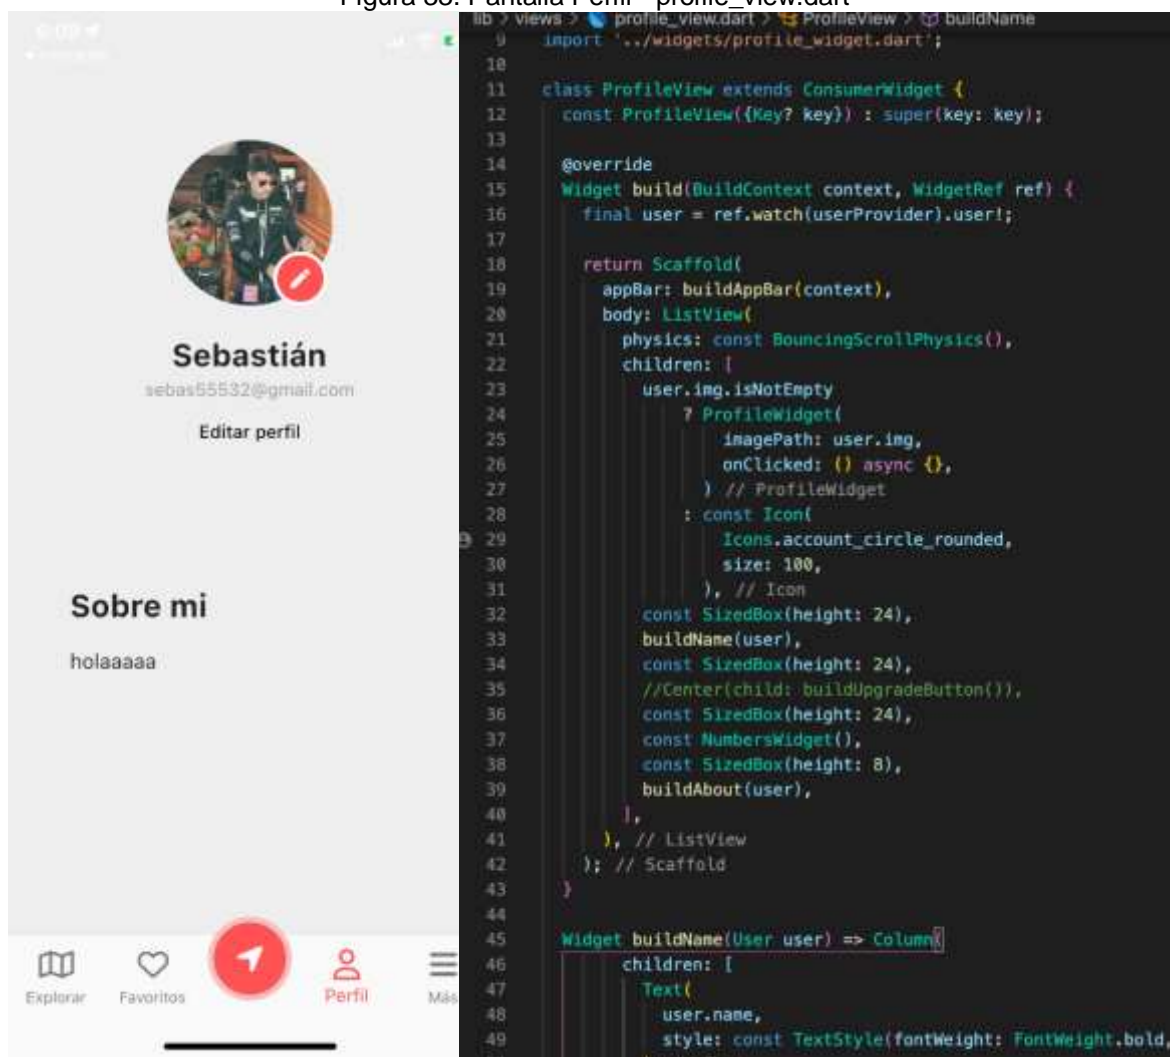 Figura 38. Pantalla Perfil - profile_view.dart
6:09
Sebastián
sebas55532@gmail.com
Editar perfil
Sobre mi
holaaaaa
Explorar
Favoritos
Perfil
Más
lib > views > profile_view.dart > ProfileView > buildName
9 import '../widgets/profile_widget.dart';
10
11 class ProfileView extends ConsumerWidget {
12 const ProfileView({Key? key}) : super(key: key);
13
14 @override
15 Widget build(BuildContext context, WidgetRef ref) {
16 final user = ref.watch(userProvider).user!;
17
18 return Scaffold(
19 appBar: buildAppBar(context),
20 body: ListView(
21 physics: const BouncingScrollPhysics(),
22 children: [
23 user.img.isNotEmpty
24 ? ProfileWidget(
25 imagePath: user.img,
26 onClicked: () async {},
27 ) // ProfileWidget
28 : const Icon(
29 Icons.account_circle_rounded,
30 size: 100,
31 ), // Icon
32 const SizedBox(height: 24),
33 buildName(user),
34 const SizedBox(height: 24),
35 //Center(child: buildUpgradeButton()),
36 const SizedBox(height: 24),
37 const NumbersWidget(),
38 const SizedBox(height: 8),
39 buildAbout(user),
40 ],
41 ), // ListView
42 ); // Scaffold
43 }
44
45 Widget buildName(User user) => Column(
46 children: [
47 Text(
48 user.name,
49 style: const TextStyle(fontWeight: FontWeight.bold,